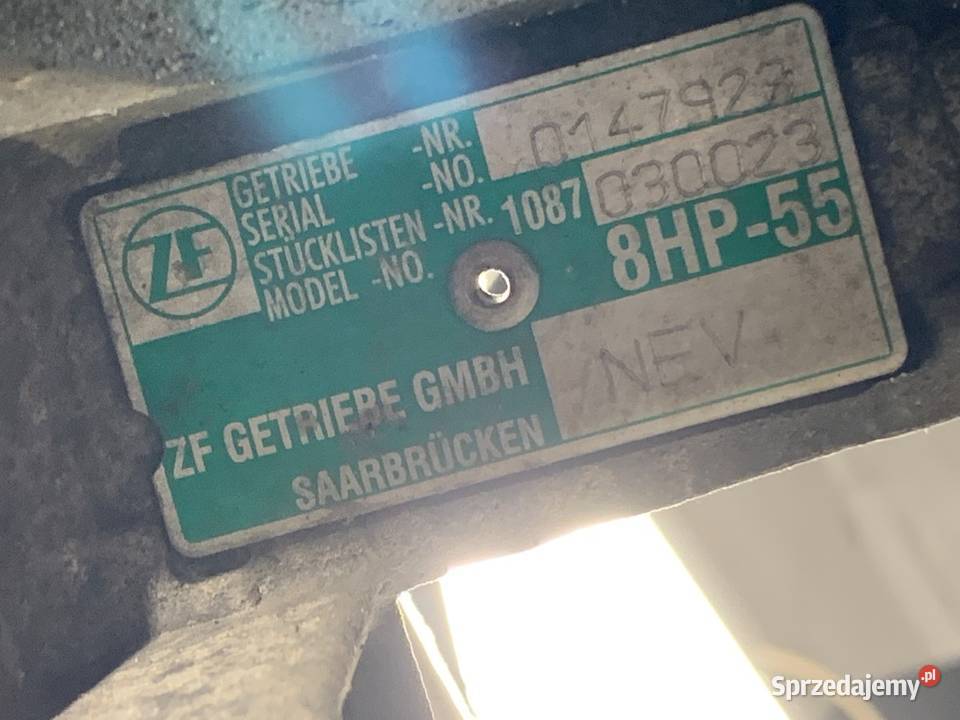 ZF
GETRIEBE -NR. 0147927
SERIAL -NO.
STÜCKLISTEN -NR. 1087 030023
MODEL -NO.
8HP-55
NEV
ZF GETRIEBE GMBH
SAARBRÜCKEN
Sprzedajemy.pl